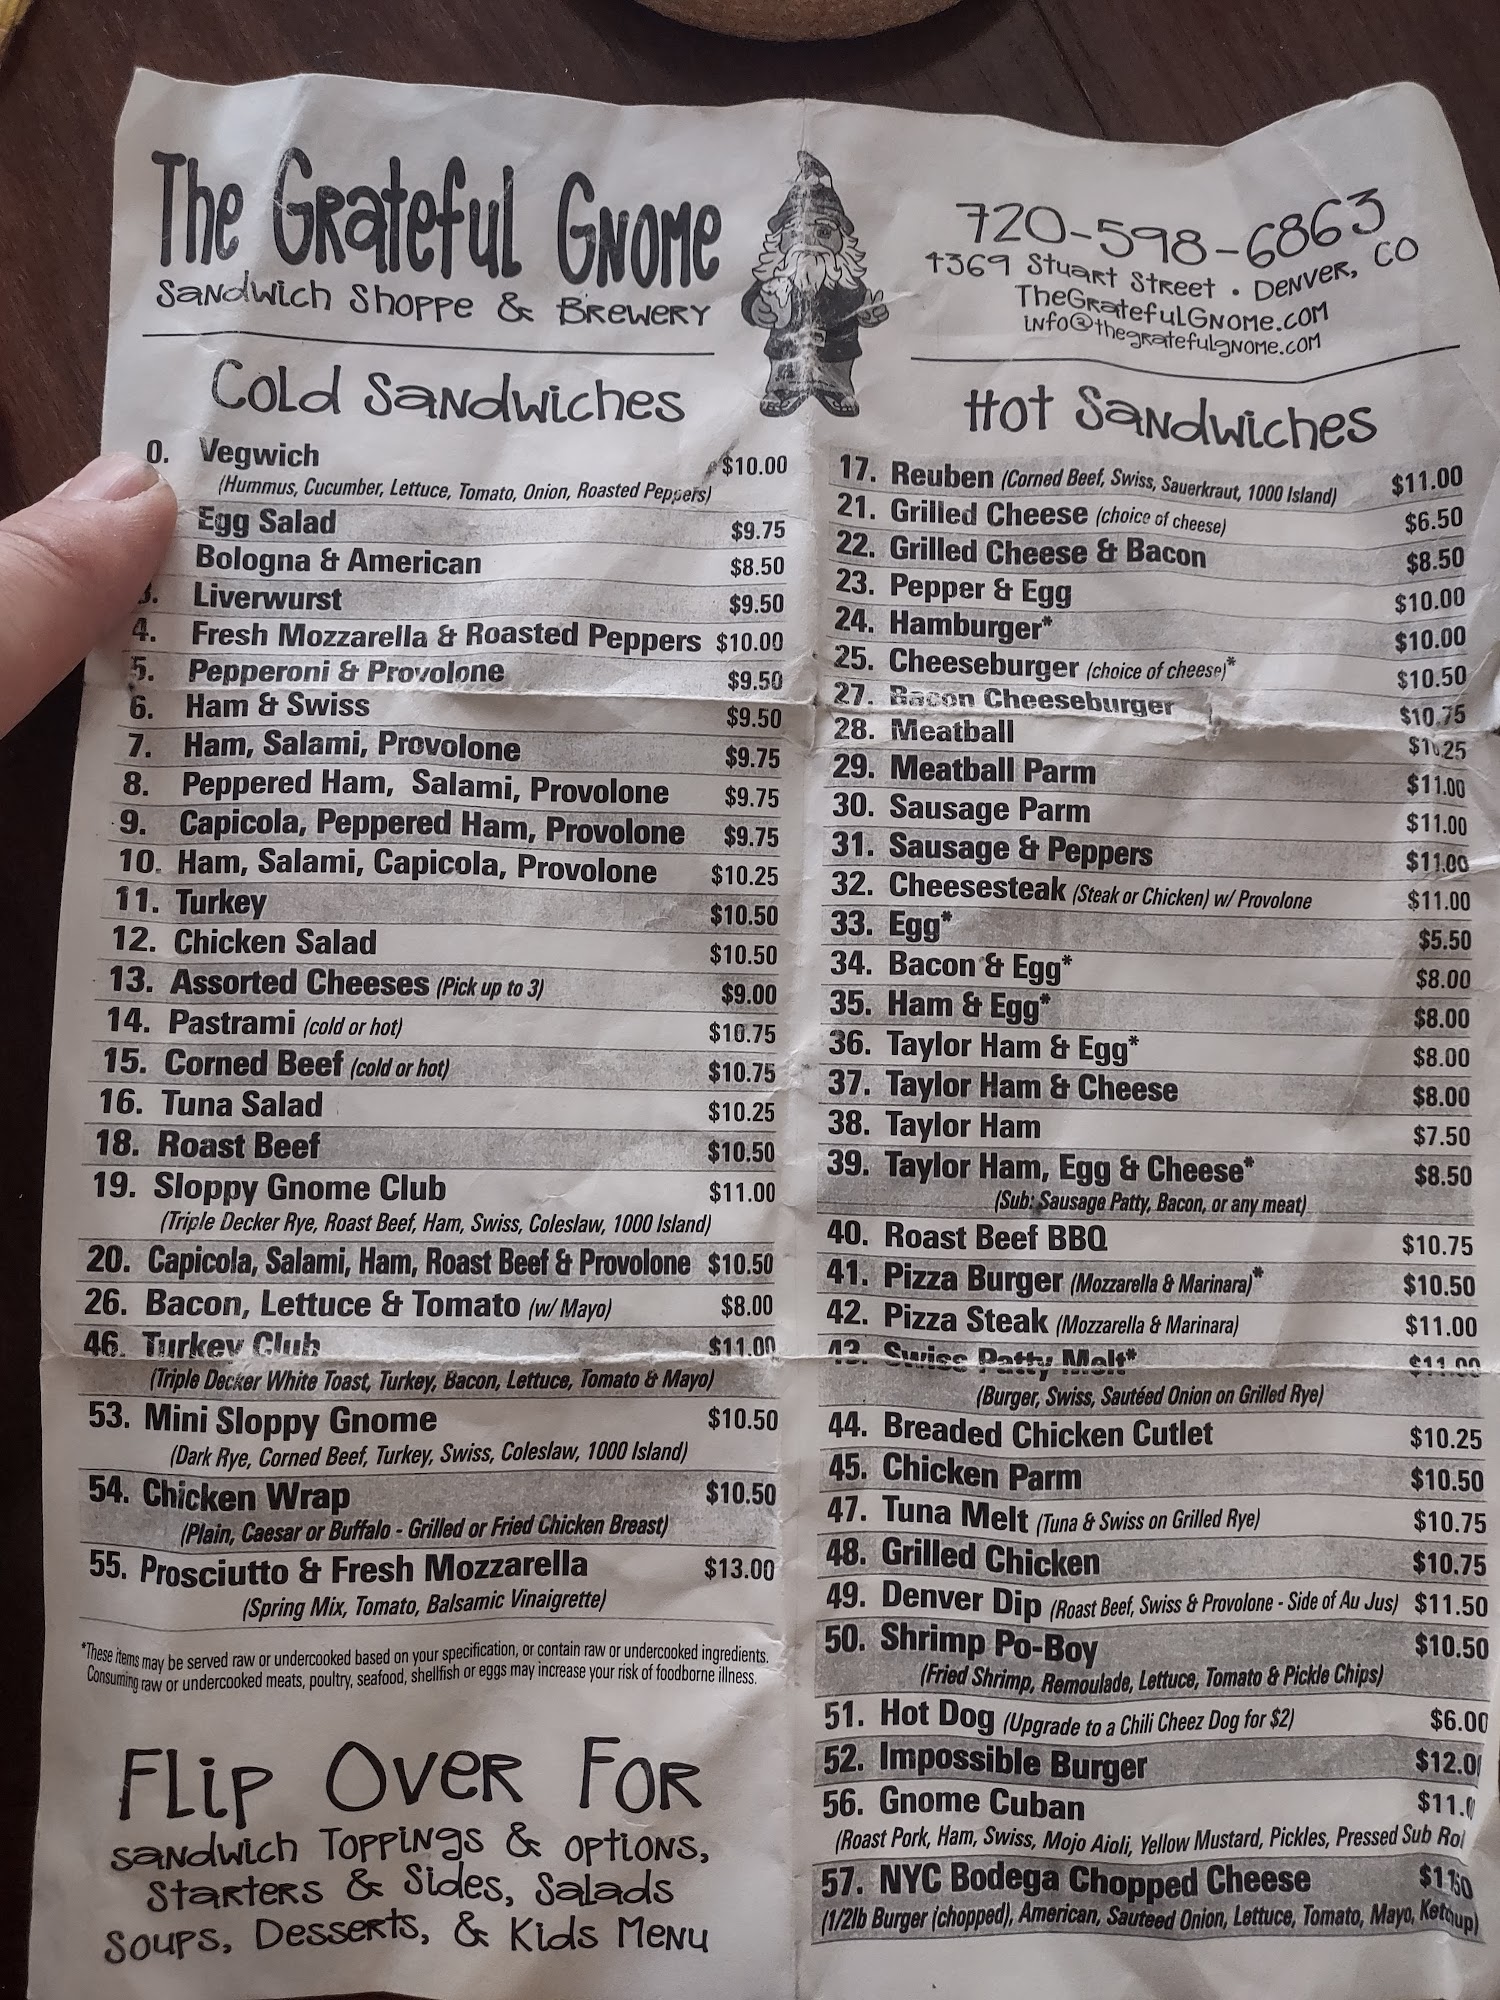 The Grateful Gnome
Sandwich Shoppe & Brewery
720-598-6863
4369 Stuart Street • Denver, CO
TheGratefulGnome.com
info@thegratefulgnome.com
Cold Sandwiches
0. Vegwich $10.00
(Hummus, Cucumber, Lettuce, Tomato, Onion, Roasted Peppers)
Egg Salad $9.75
Bologna & American $8.50
3. Liverwurst $9.50
4. Fresh Mozzarella & Roasted Peppers $10.00
5. Pepperoni & Provolone $9.50
6. Ham & Swiss $9.50
7. Ham, Salami, Provolone $9.75
8. Peppered Ham, Salami, Provolone $9.75
9. Capicola, Peppered Ham, Provolone $9.75
10. Ham, Salami, Capicola, Provolone $10.25
11. Turkey $10.50
12. Chicken Salad $10.50
13. Assorted Cheeses (Pick up to 3) $9.00
14. Pastrami (cold or hot) $10.75
15. Corned Beef (cold or hot) $10.75
16. Tuna Salad $10.25
18. Roast Beef $10.50
19. Sloppy Gnome Club $11.00
(Triple Decker Rye, Roast Beef, Ham, Swiss, Coleslaw, 1000 Island)
20. Capicola, Salami, Ham, Roast Beef & Provolone $10.50
26. Bacon, Lettuce & Tomato (w/ Mayo) $8.00
46. Turkey Club $11.00
(Triple Decker White Toast, Turkey, Bacon, Lettuce, Tomato & Mayo)
53. Mini Sloppy Gnome $10.50
(Dark Rye, Corned Beef, Turkey, Swiss, Coleslaw, 1000 Island)
54. Chicken Wrap $10.50
(Plain, Caesar or Buffalo - Grilled or Fried Chicken Breast)
55. Prosciutto & Fresh Mozzarella $13.00
(Spring Mix, Tomato, Balsamic Vinaigrette)
*These items may be served raw or undercooked based on your specification, or contain raw or undercooked ingredients.
Consuming raw or undercooked meats, poultry, seafood, shellfish or eggs may increase your risk of foodborne illness.
Flip Over For
Sandwich Toppings & Options,
Starters & Sides, Salads
Soups, Desserts, & Kids Menu
Hot Sandwiches
17. Reuben (Corned Beef, Swiss, Sauerkraut, 1000 Island) $11.00
21. Grilled Cheese (choice of cheese) $6.50
22. Grilled Cheese & Bacon $8.50
23. Pepper & Egg $10.00
24. Hamburger* $10.00
25. Cheeseburger (choice of cheese)* $10.50
27. Bacon Cheeseburger $10.75
28. Meatball
29. Meatball Parm $11.00
30. Sausage Parm $11.00
31. Sausage & Peppers $11.00
32. Cheesesteak (Steak or Chicken) w/ Provolone $11.00
33. Egg* $5.50
34. Bacon & Egg* $8.00
35. Ham & Egg* $8.00
36. Taylor Ham & Egg* $8.00
37. Taylor Ham & Cheese $8.00
38. Taylor Ham $7.50
39. Taylor Ham, Egg & Cheese* $8.50
(Sub: Sausage Patty, Bacon, or any meat)
40. Roast Beef BBQ $10.75
41. Pizza Burger (Mozzarella & Marinara)* $10.50
42. Pizza Steak (Mozzarella & Marinara) $11.00
43. Swiss Patty Melt* $11.00
(Burger, Swiss, Sautéed Onion on Grilled Rye)
44. Breaded Chicken Cutlet $10.25
45. Chicken Parm $10.50
47. Tuna Melt (Tuna & Swiss on Grilled Rye) $10.75
48. Grilled Chicken $10.75
49. Denver Dip (Roast Beef, Swiss & Provolone - Side of Au Jus) $11.50
50. Shrimp Po-Boy $10.50
(Fried Shrimp, Remoulade, Lettuce, Tomato & Pickle Chips)
51. Hot Dog (Upgrade to a Chili Cheez Dog for $2) $6.00
52. Impossible Burger $12.0
56. Gnome Cuban $11.
(Roast Pork, Ham, Swiss, Mojo Aioli, Yellow Mustard, Pickles, Pressed Sub Rol
57. NYC Bodega Chopped Cheese
(1/2lb Burger (chopped), American, Sauteed Onion, Lettuce, Tomato, Mayo, Ketchup)